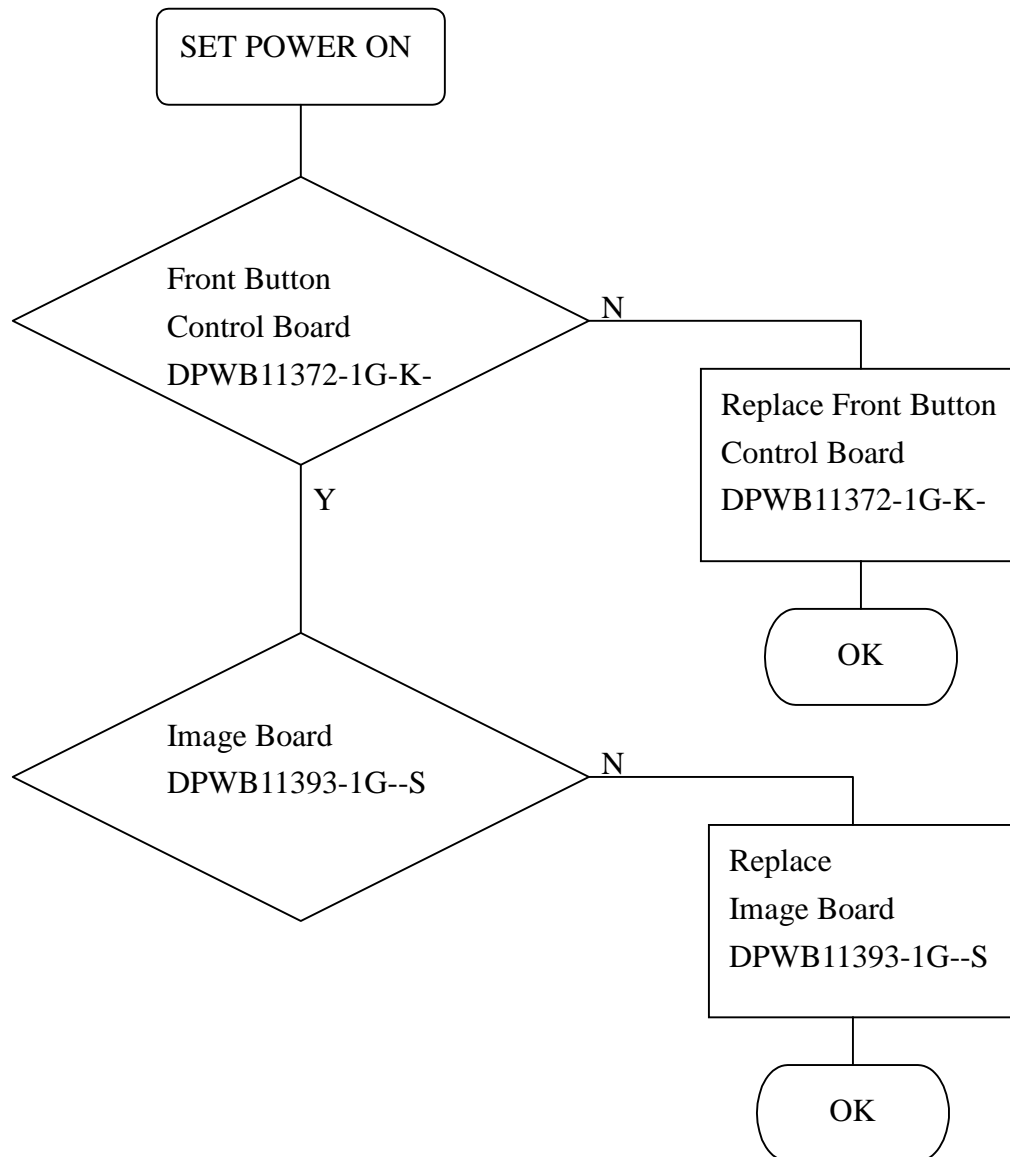 SET POWER ON
Front Button
Control Board
DPWB11372-1G-K-
N
Replace Front Button
Control Board
DPWB11372-1G-K-
Y
OK
Image Board
DPWB11393-1G--S
N
Replace
Image Board
DPWB11393-1G--S
OK